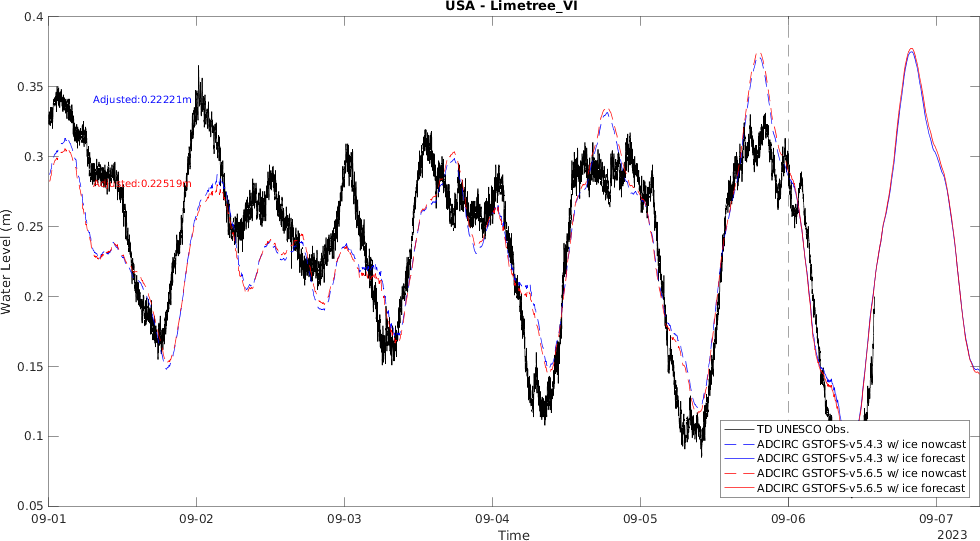 USA - Limetree_VI
0.4
0.35
0.3
0.25
0.2
0.15
0.1
0.05
Water Level (m)
Adjusted:0.22221m
Adjusted:0.22519m
TD UNESCO Obs.
ADCIRC GSTOFS-v5.4.3 w/ ice nowcast
ADCIRC GSTOFS-v5.4.3 w/ ice forecast
ADCIRC GSTOFS-v5.6.5 w/ ice nowcast
ADCIRC GSTOFS-v5.6.5 w/ ice forecast
09-01 09-02 09-03 09-04 09-05 09-06 09-07
Time
2023